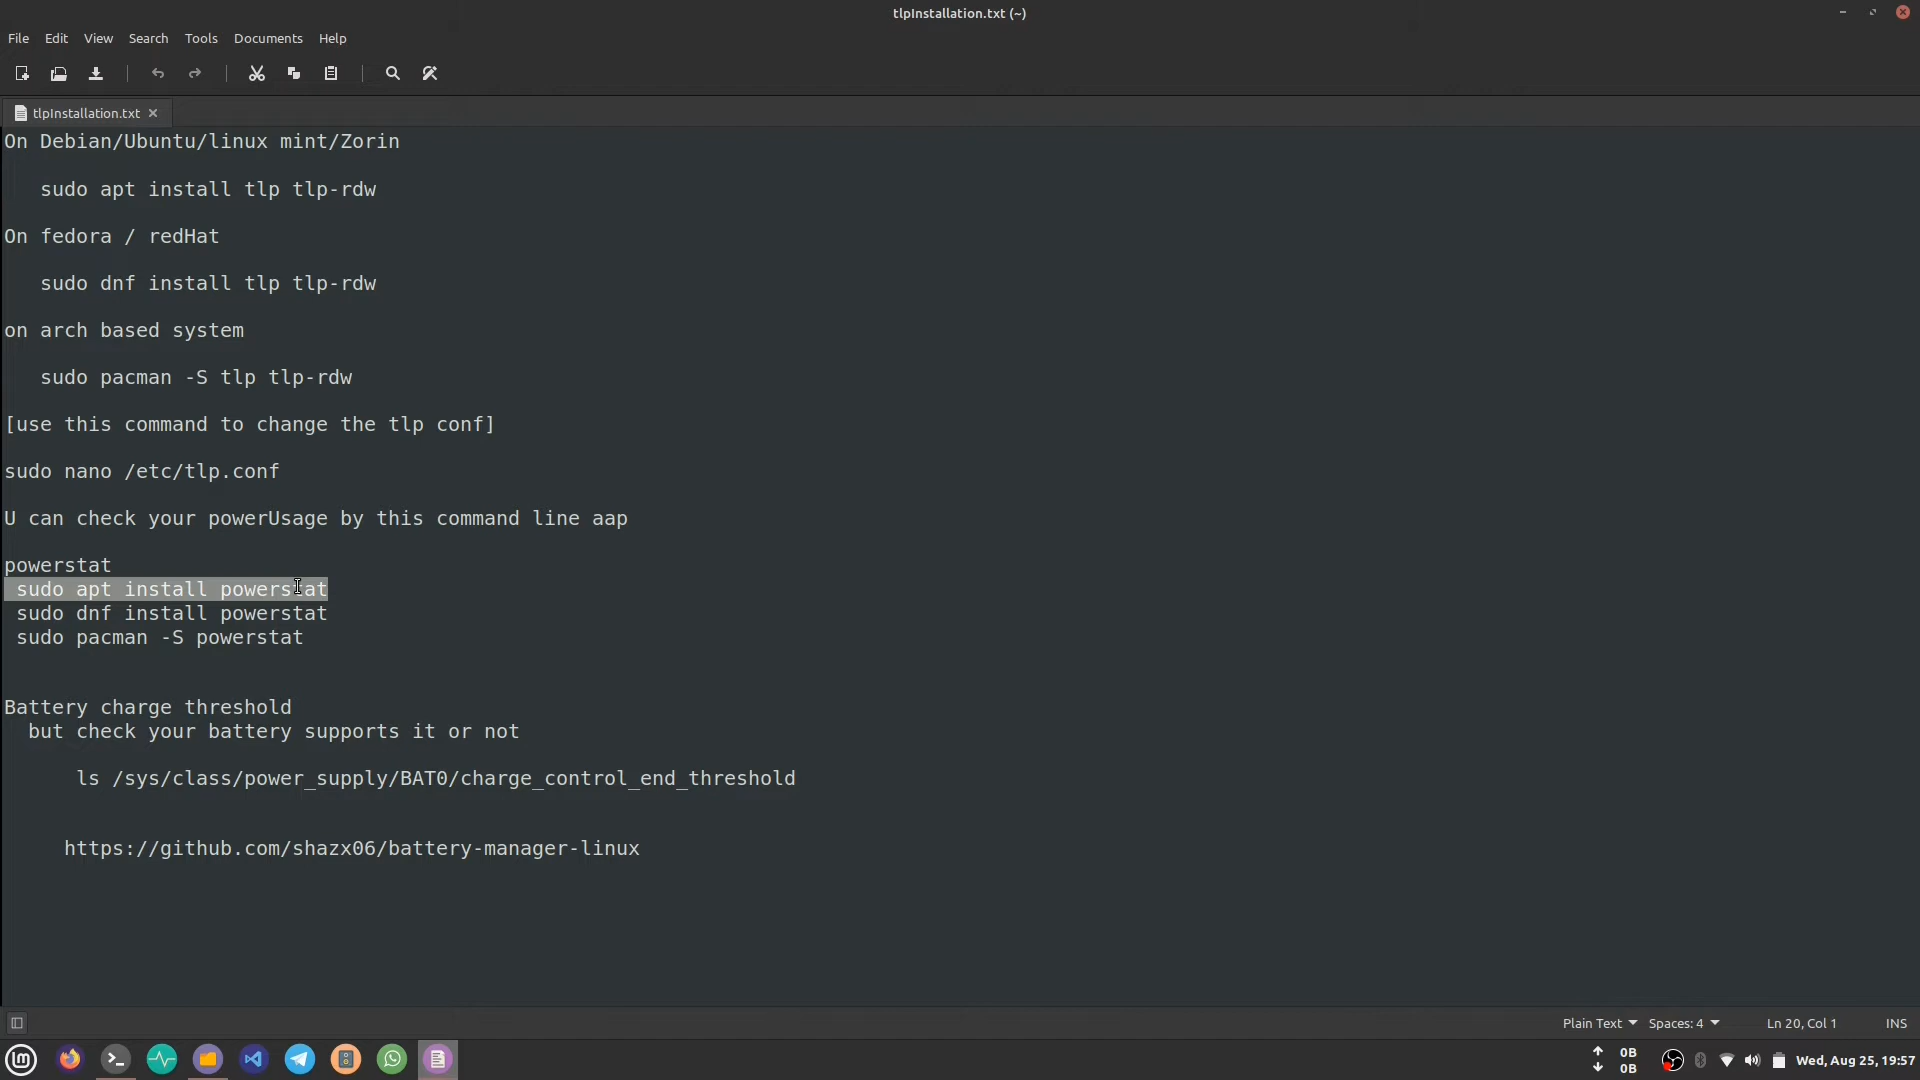 tlpInstallation.txt (~)
File Edit View Search Tools Documents Help
tlpInstallation.txt
On Debian/Ubuntu/linux mint/Zorin
sudo apt install tlp tlp-rdw
On fedora / redHat
sudo dnf install tlp tlp-rdw
on arch based system
sudo pacman -S tlp tlp-rdw
[use this command to change the tlp conf]
sudo nano /etc/tlp.conf
U can check your powerUsage by this command line aap
powerstat
sudo apt install powerstat
sudo dnf install powerstat
sudo pacman -S powerstat
Battery charge threshold
but check your battery supports it or not
ls /sys/class/power_supply/BAT0/charge_control_end_threshold
https://github.com/shazx06/battery-manager-linux
Plain Text Spaces: 4 Ln 20, Col 1 INS
0B
0B
Wed, Aug 25, 19:57